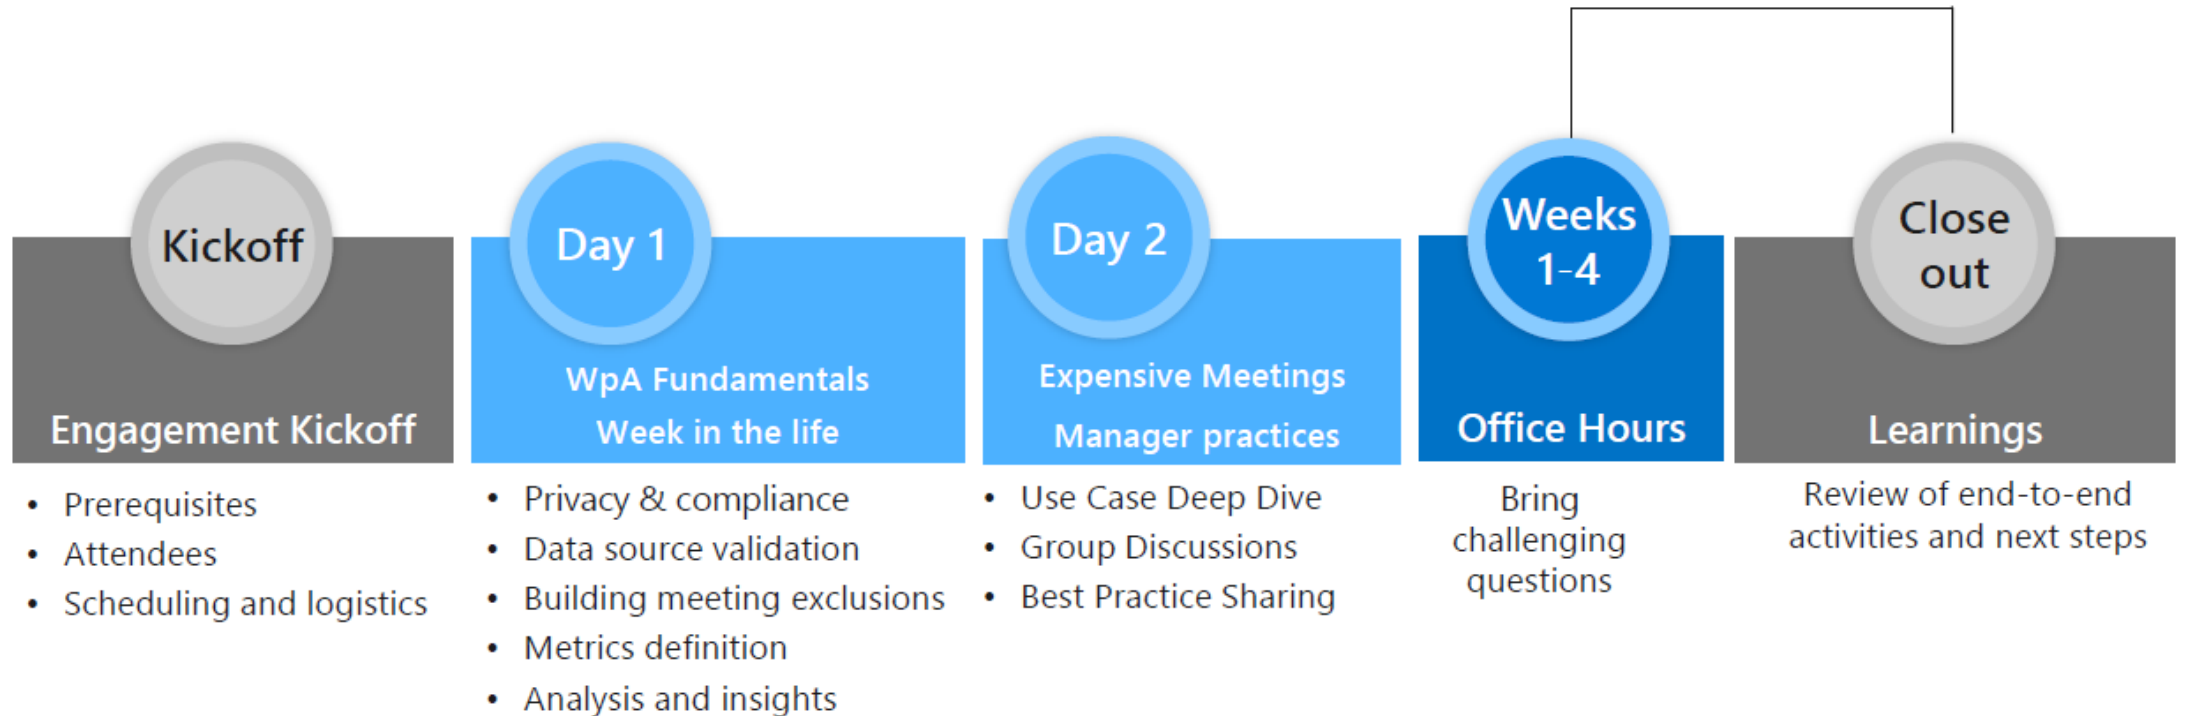 Kickoff
Engagement Kickoff
• Prerequisites
• Attendees
• Scheduling and logistics
Day 1
WpA Fundamentals
Week in the life
• Privacy & compliance
• Data source validation
• Building meeting exclusions
• Metrics definition
• Analysis and insights
Day 2
Expensive Meetings
Manager practices
• Use Case Deep Dive
• Group Discussions
• Best Practice Sharing
Weeks
1-4
Office Hours
Bring
challenging
questions
Close
out
Learnings
Review of end-to-end
activities and next steps